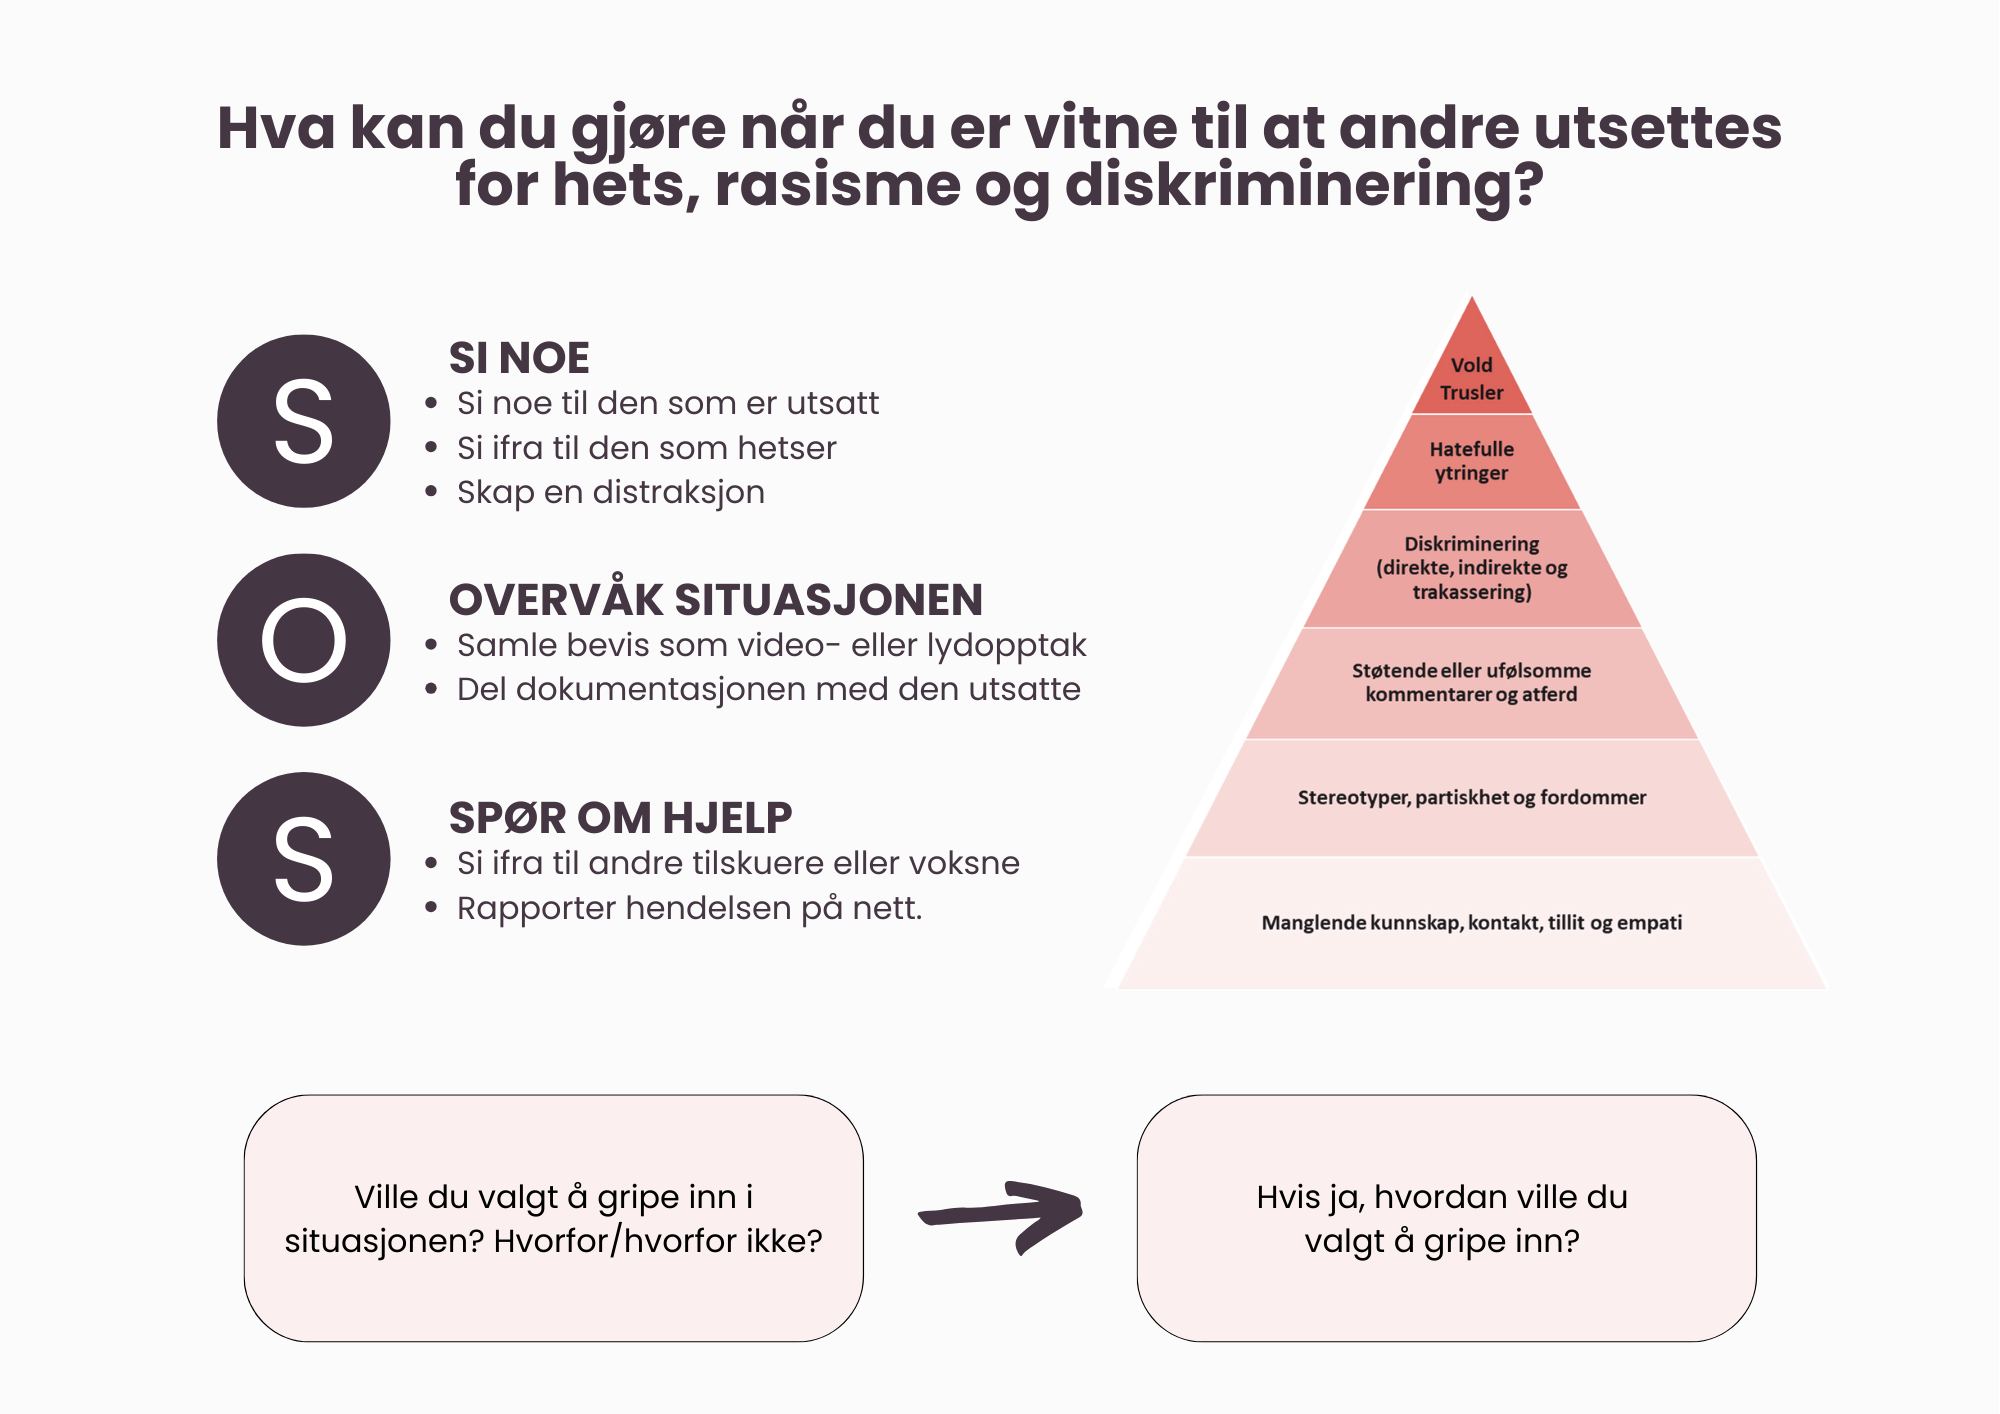 Hva kan du gjøre når du er vitne til at andre utsettes
for hets, rasisme og diskriminering?
S
SI NOE
• Si noe til den som er utsatt
• Si ifra til den som hetser
• Skap en distraksjon
O
OVERVÅK SITUASJONEN
• Samle bevis som video- eller lydopptak
• Del dokumentasjonen med den utsatte
S
SPØR OM HJELP
• Si ifra til andre tilskuere eller voksne
• Rapporter hendelsen på nett.
Vold
Trusler
Hatefulle
ytringer
Diskriminering
(direkte, indirekte og
trakassering)
Støtende eller ufølsomme
kommentarer og atferd
Stereotyper, partiskhet og fordommer
Manglende kunnskap, kontakt, tillit og empati
Ville du valgt å gripe inn i
situasjonen? Hvorfor/hvorfor ikke?
Hvis ja, hvordan ville du
valgt å gripe inn?